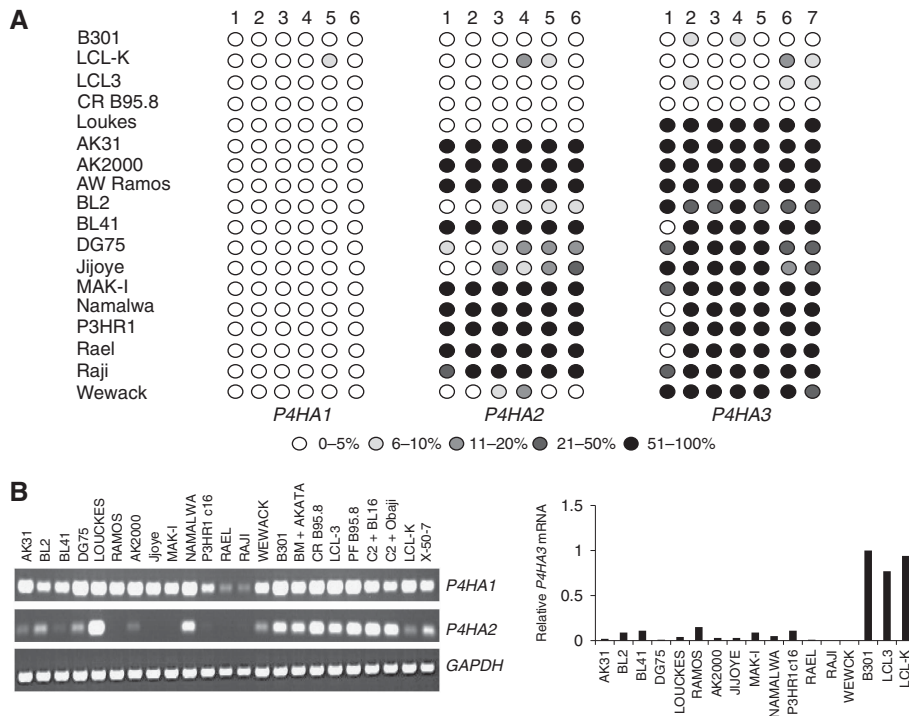 A
1 2 3 4 5 6
1 2 3 4 5 6
1 2 3 4 5 6 7
B301
LCL-K
LCL3
CR B95.8
Loukes
AK31
AK2000
AW Ramos
BL2
BL41
DG75
Jijoye
MAK-I
Namalwa
P3HR1
Rael
Raji
Wewack
P4HA1
P4HA2
P4HA3
0–5%
6–10%
11–20%
21–50%
51–100%
B
AK31
BL2
BL41
DG75
LOUCKES
RAMOS
AK2000
Jjoye
MAK-I
NAMALWA
P3HR1 c16
RAEL
RAJI
WEWACK
B301
BM + AKATA
CR B95.8
LCL-3
PF B95.8
C2 + BL16
C2 + Obaji
LCL-K
X-50-7
P4HA1
P4HA2
GAPDH
Relative P4HA3 mRNA
1.5
1
0.5
0
AK31
BL2
BL41
DG75
LOUCKES
RAMOS
AK2000
JIJOYE
MAK-I
NAMALWA
P3HR1c16
RAEL
RAJI
WEWCK
B301
LCL3
LCL-K